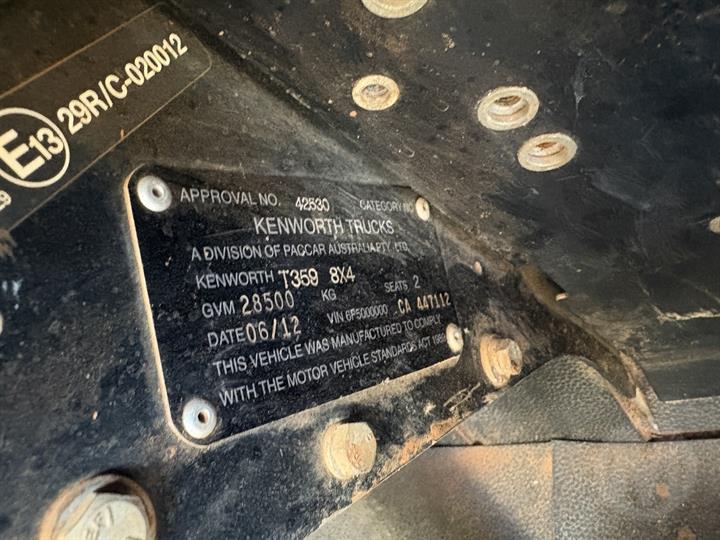 E13
29R/C-020012
APPROVAL NO. 42530 CATEGORY
KENWORTH TRUCKS
A DIVISION OF PACCAR AUSTRALIA PTY. LTD.
KENWORTH T359 8X4
GVM 28500 KG SEATS 2
DATE 06/12 VIN 6F5000000 CA 447112
THIS VEHICLE WAS MANUFACTURED TO COMPLY
WITH THE MOTOR VEHICLE STANDARDS ACT 1989